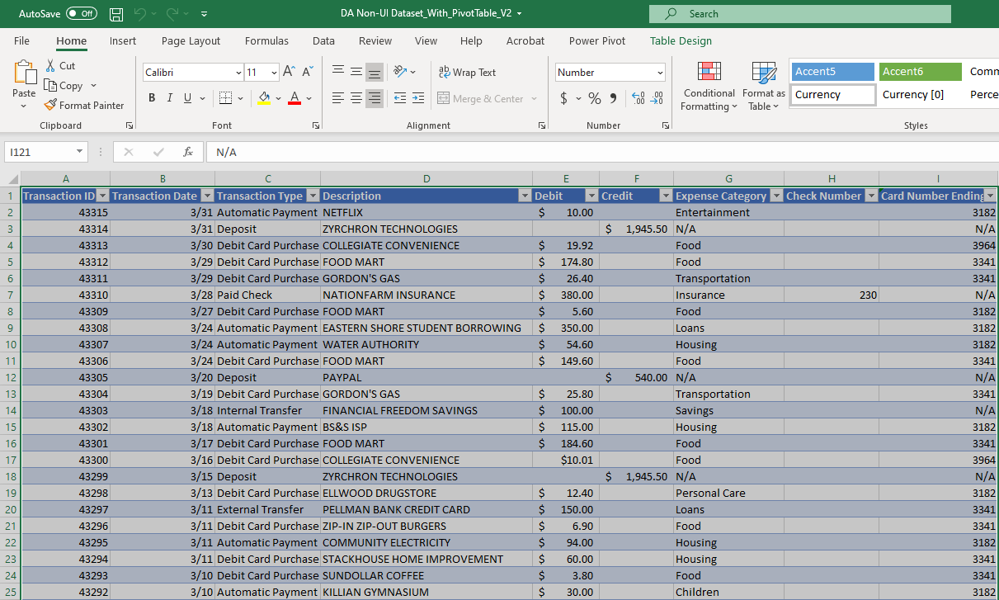 AutoSave Off DA Non-UI Dataset_With_PivotTable_V2 Search
File Home Insert Page Layout Formulas Data Review View Help Acrobat Power Pivot Table Design
Paste Cut Copy Format Painter
Clipboard
Calibri 11 A A
B I U A
Font
ab Wrap Text
Merge & Center
Alignment
Number
$ % 9 .00 .00
Number
Conditional Formatting Format as Table
Accent5 Accent6 Comm
Currency Currency [0] Perce
Styles
I121 fx N/A
A B C D E F G H I
1 Transaction ID Transaction Date Transaction Type Description Debit Credit Expense Category Check Number Card Number Ending
2 43315 3/31 Automatic Payment NETFLIX $ 10.00 Entertainment 3182
3 43314 3/31 Deposit ZYRCHRON TECHNOLOGIES $ 1,945.50 N/A N/A
4 43313 3/30 Debit Card Purchase COLLEGIATE CONVENIENCE $ 19.92 Food 3964
5 43312 3/29 Debit Card Purchase FOOD MART $ 174.80 Food 3341
6 43311 3/29 Debit Card Purchase GORDON'S GAS $ 26.40 Transportation 3341
7 43310 3/28 Paid Check NATIONFARM INSURANCE $ 380.00 Insurance 230 N/A
8 43309 3/27 Debit Card Purchase FOOD MART $ 5.60 Food 3182
9 43308 3/24 Automatic Payment EASTERN SHORE STUDENT BORROWING $ 350.00 Loans 3182
10 43307 3/24 Automatic Payment WATER AUTHORITY $ 54.60 Housing 3182
11 43306 3/24 Debit Card Purchase FOOD MART $ 149.60 Food 3341
12 43305 3/20 Deposit PAYPAL $ 540.00 N/A N/A
13 43304 3/19 Debit Card Purchase GORDON'S GAS $ 25.80 Transportation 3341
14 43303 3/18 Internal Transfer FINANCIAL FREEDOM SAVINGS $ 100.00 Savings N/A
15 43302 3/18 Automatic Payment BS&S ISP $ 115.00 Housing 3182
16 43301 3/17 Debit Card Purchase FOOD MART $ 184.60 Food 3341
17 43300 3/16 Debit Card Purchase COLLEGIATE CONVENIENCE $10.01 Food 3964
18 43299 3/15 Deposit ZYRCHRON TECHNOLOGIES $ 1,945.50 N/A N/A
19 43298 3/13 Debit Card Purchase ELLWOOD DRUGSTORE $ 12.40 Personal Care 3182
20 43297 3/11 External Transfer PELLMAN BANK CREDIT CARD $ 150.00 Loans 3341
21 43296 3/11 Debit Card Purchase ZIP-IN ZIP-OUT BURGERS $ 6.90 Food 3341
22 43295 3/11 Automatic Payment COMMUNITY ELECTRICITY $ 94.00 Housing 3182
23 43294 3/11 Debit Card Purchase STACKHOUSE HOME IMPROVEMENT $ 60.00 Housing 3341
24 43293 3/10 Debit Card Purchase SUNDOLLAR COFFEE $ 3.80 Food 3341
25 43292 3/10 Automatic Payment KILLIAN GYMNASIUM $ 30.00 Children 3182